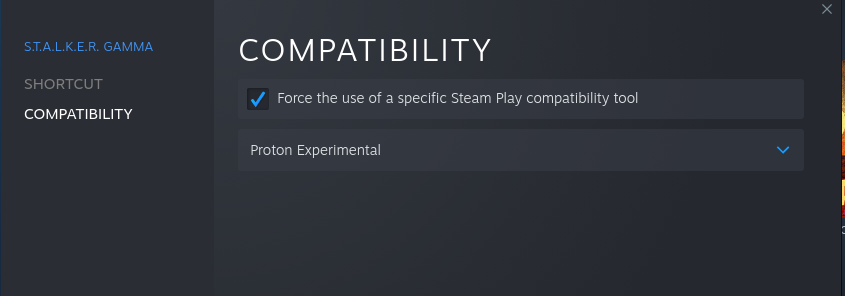 S.T.A.L.K.E.R. GAMMA
SHORTCUT
COMPATIBILITY
COMPATIBILITY
Force the use of a specific Steam Play compatibility tool
Proton Experimental